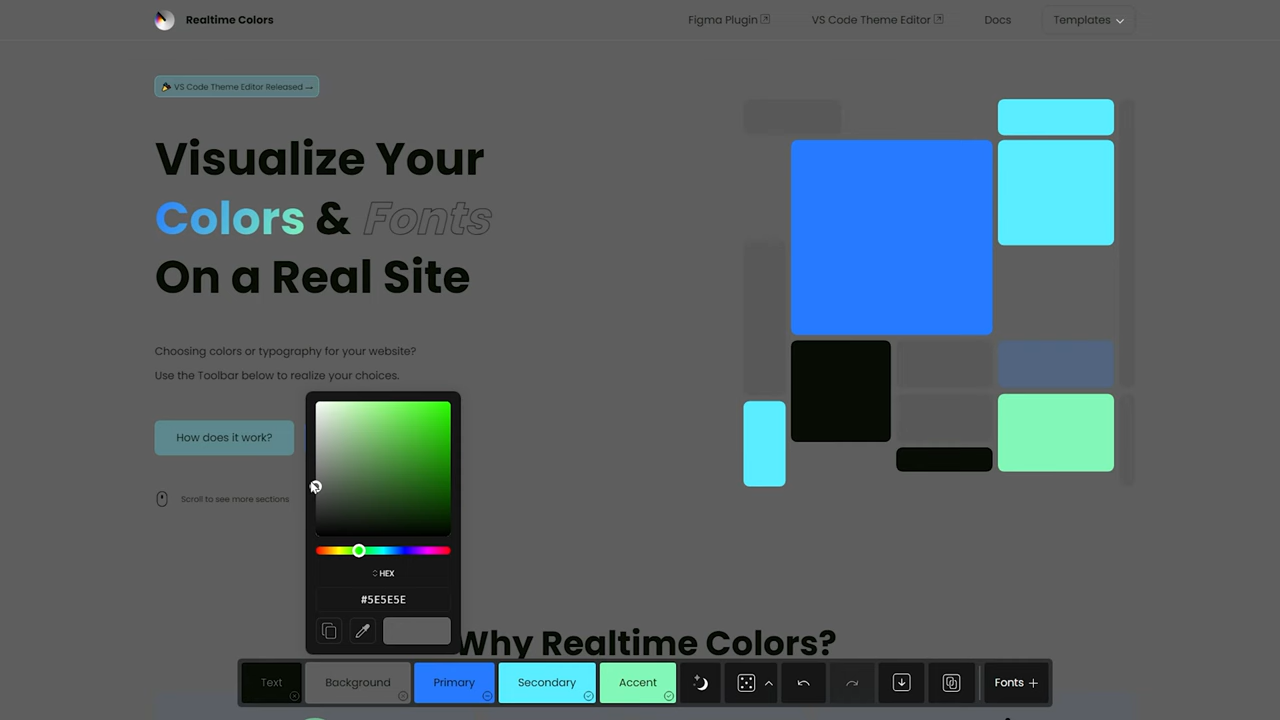 Realtime Colors
Figma Plugin
VS Code Theme Editor
Docs
Templates
VS Code Theme Editor Released →
Visualize Your
Colors & Fonts
On a Real Site
Choosing colors or typography for your website?
Use the Toolbar below to realize your choices.
How does it work?
Scroll to see more sections
HEX
#5E5E5E
Why Realtime Colors?
Text
Background
Primary
Secondary
Accent
Fonts +